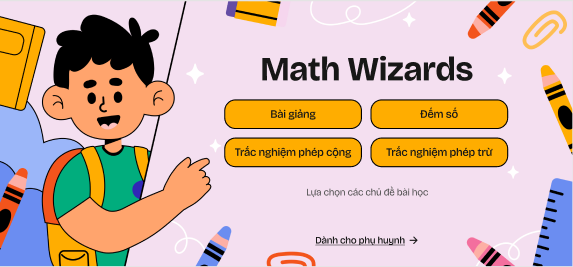 Math Wizards
Bài giảng
Đếm số
Trắc nghiệm phép cộng
Trắc nghiệm phép trừ
Lựa chọn các chủ đề bài học
Dành cho phụ huynh →